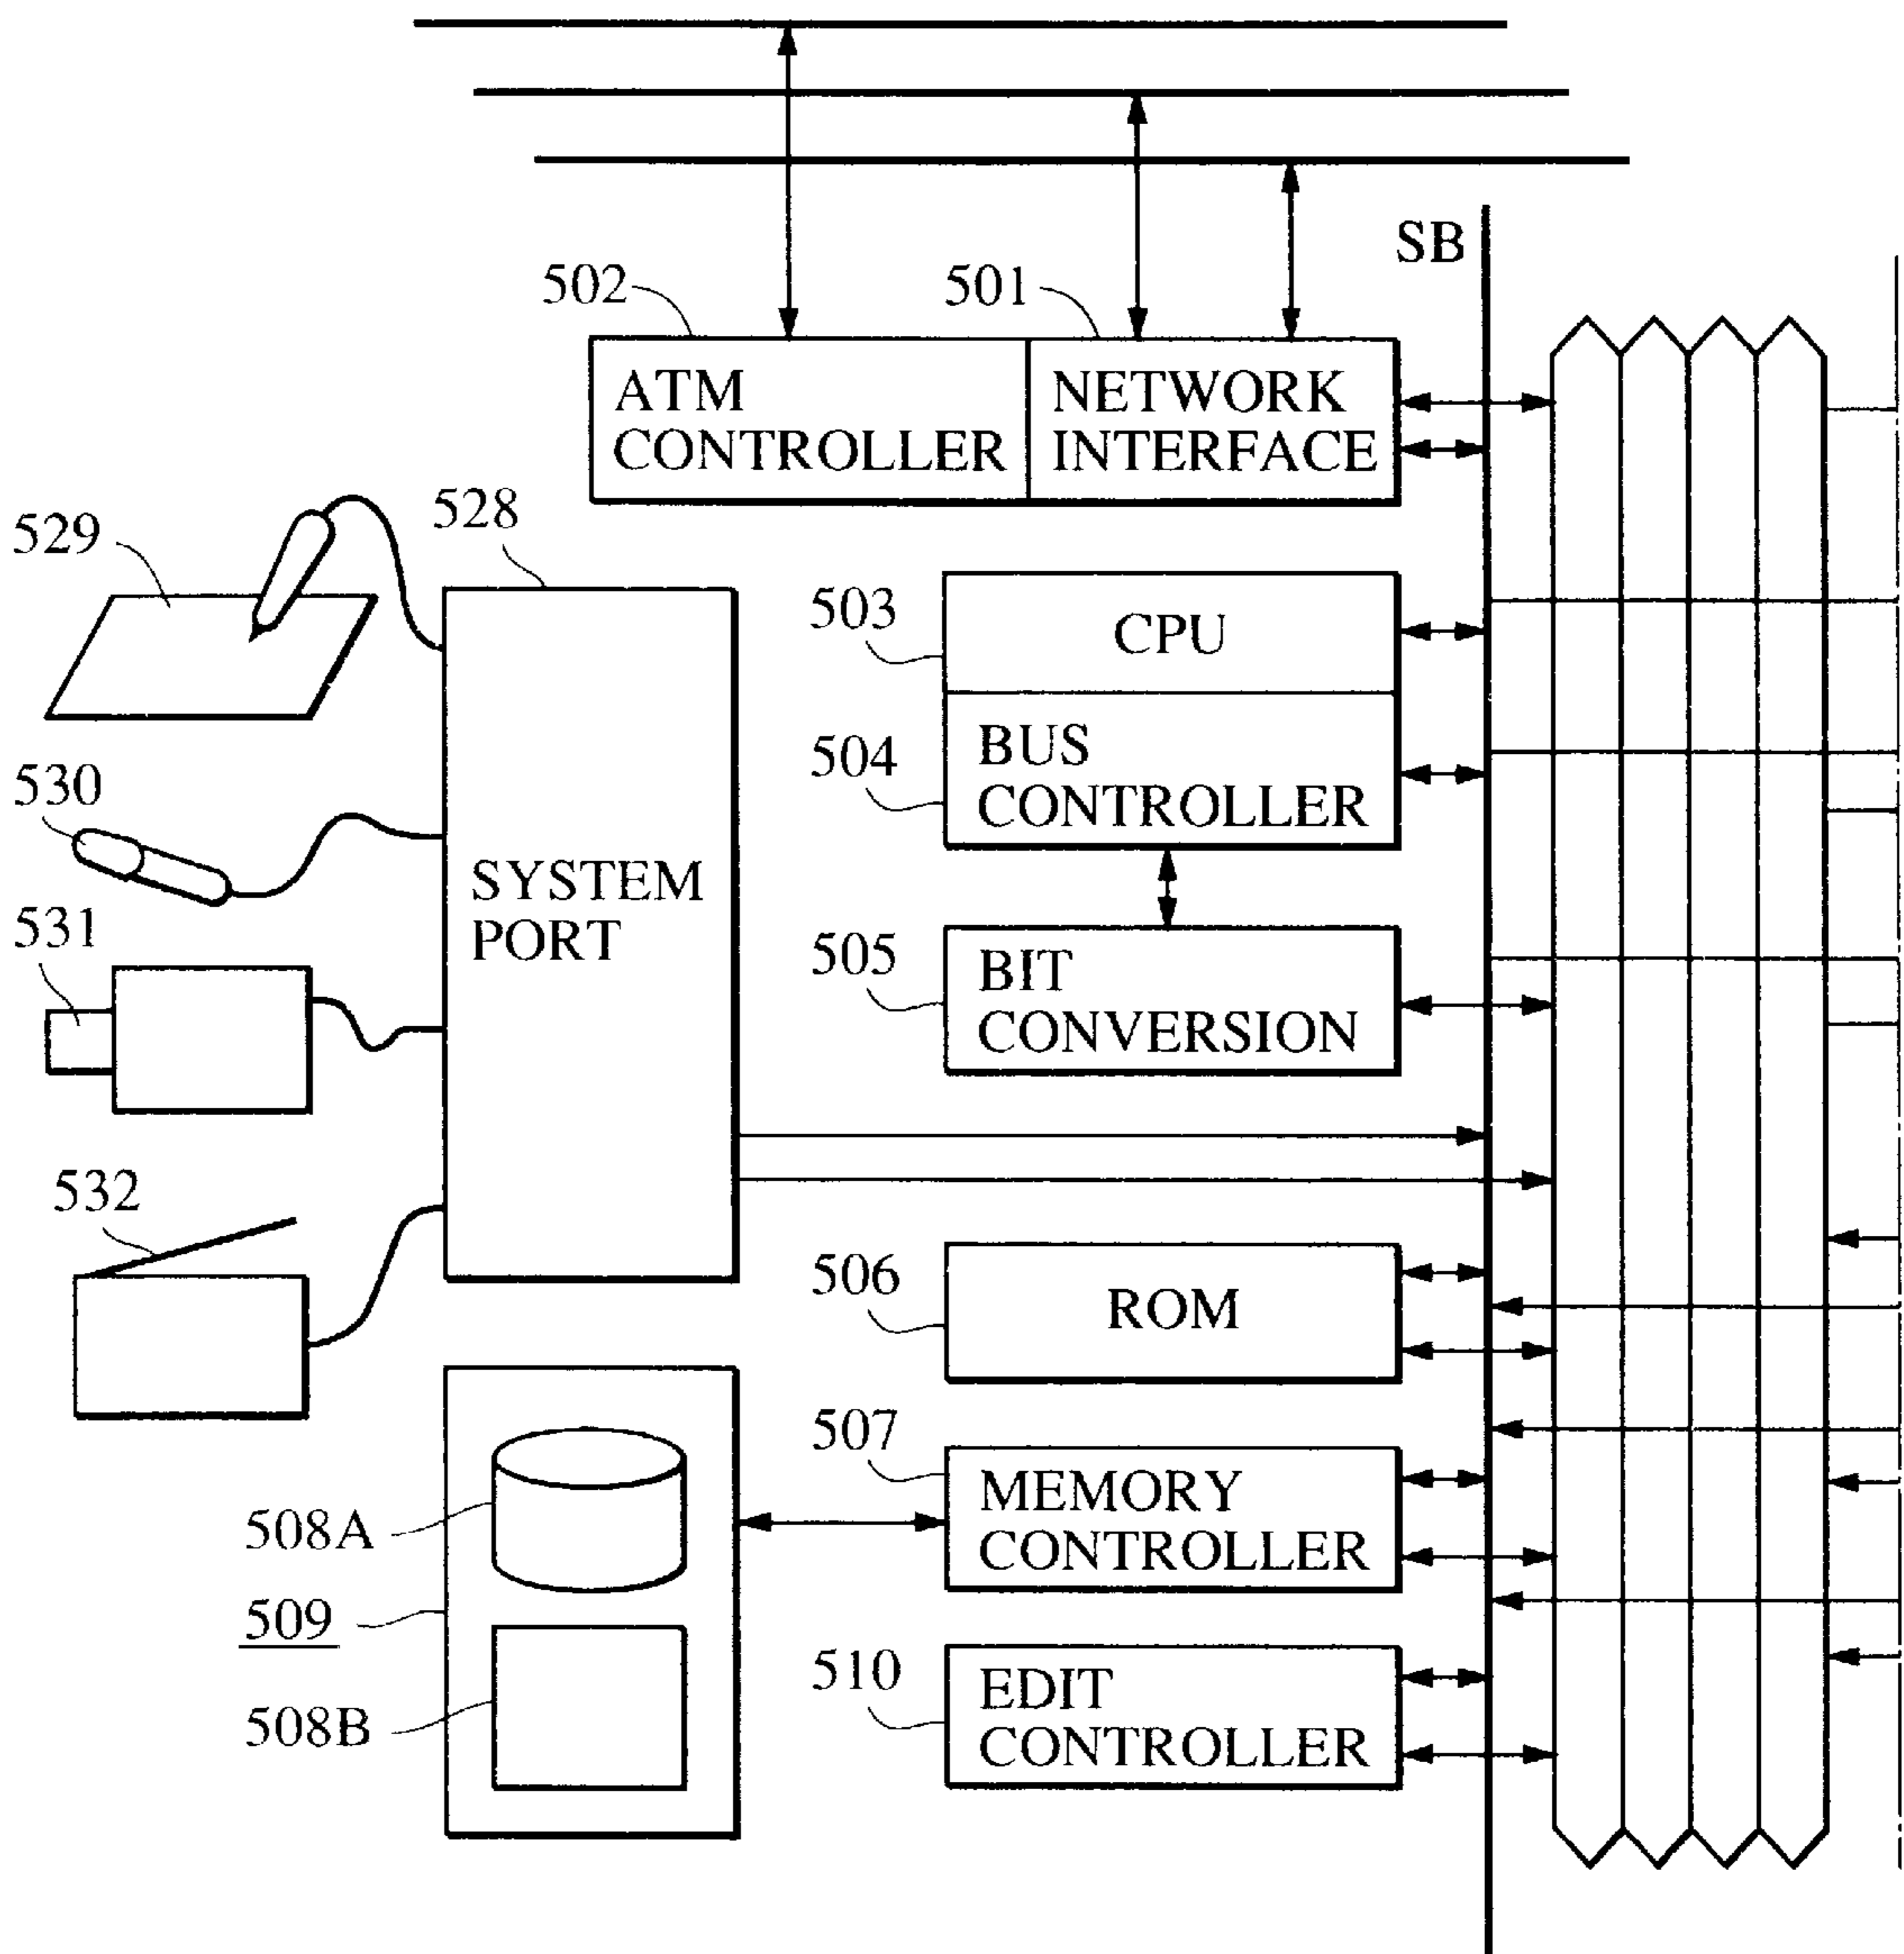 SB
502
501
ATM
CONTROLLER
NETWORK
INTERFACE
528
529
503
CPU
504
BUS
CONTROLLER
530
SYSTEM
PORT
531
505
BIT
CONVERSION
532
506
ROM
507
MEMORY
CONTROLLER
508A
509
508B
510
EDIT
CONTROLLER